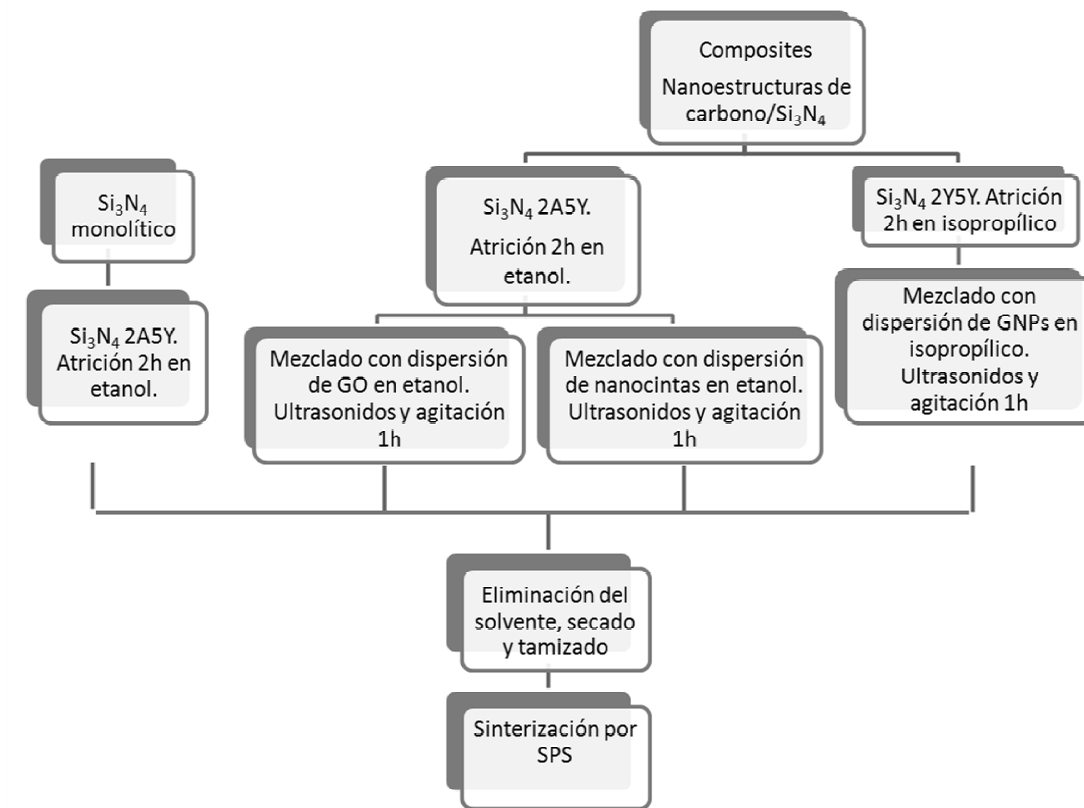 Composites
Nanoestructuras de
carbono/Si₃N₄
Si₃N₄
monolítico
Si₃N₄ 2A5Y.
Atrición 2h en
etanol.
Si₃N₄ 2A5Y.
Atrición 2h en
etanol.
Si₃N₄ 2Y5Y. Atrición
2h en isopropílico
Mezclado con dispersión
de GO en etanol.
Ultrasonidos y agitación
1h
Mezclado con dispersión
de nanocintas en etanol.
Ultrasonidos y agitación
1h
Mezclado con
dispersión de GNPs en
isopropílico.
Ultrasonidos y
agitación 1h
Eliminación del
solvente, secado
y tamizado
Sinterización por
SPS